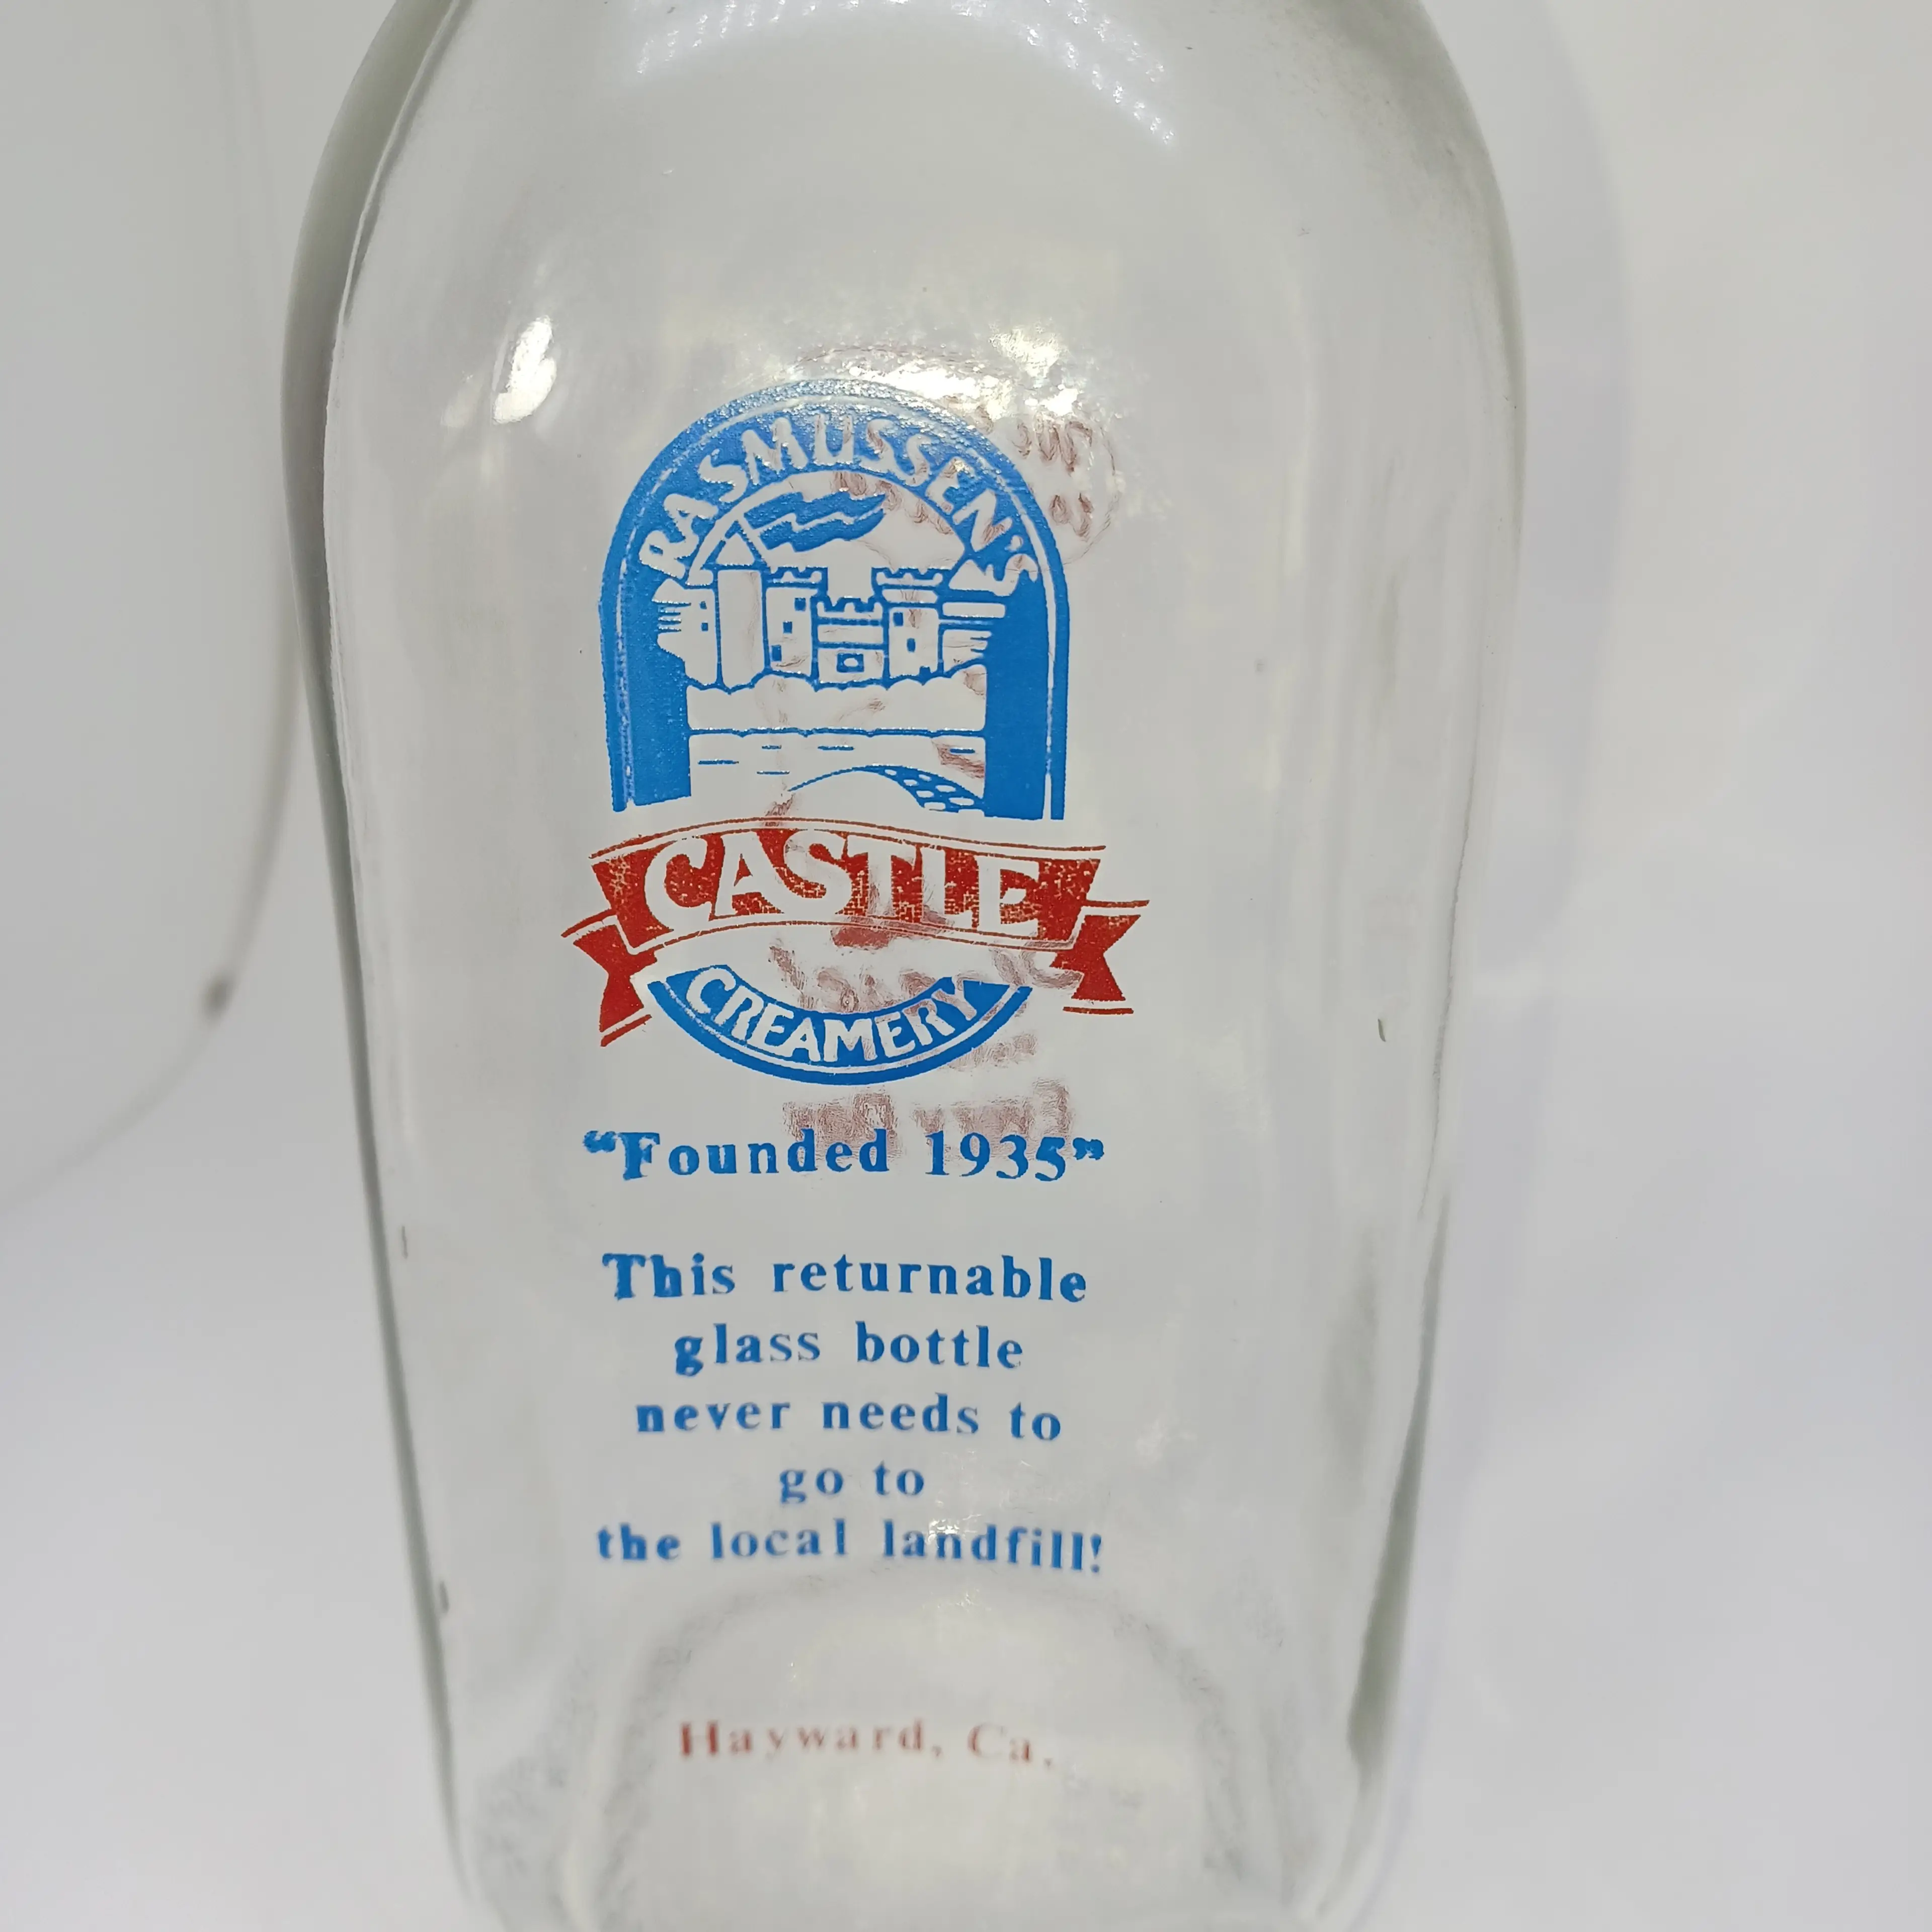 RASMUSSEN'S
CASTLE
CREAMERY
“Founded 1935”
This returnable
glass bottle
never needs to
go to
the local landfill!
Hayward, Ca.